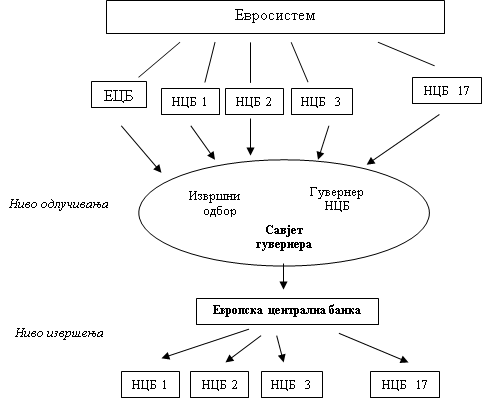 Евросистем
ЕЦБ
НЦБ 1
НЦБ 2
НЦБ 3
НЦБ 17
Ниво одлучивања
Извршни
одбор
Гувернер
НЦБ
Савјет
гувернера
Европска централна банка
Ниво извршења
НЦБ 1
НЦБ 2
НЦБ 3
НЦБ 17